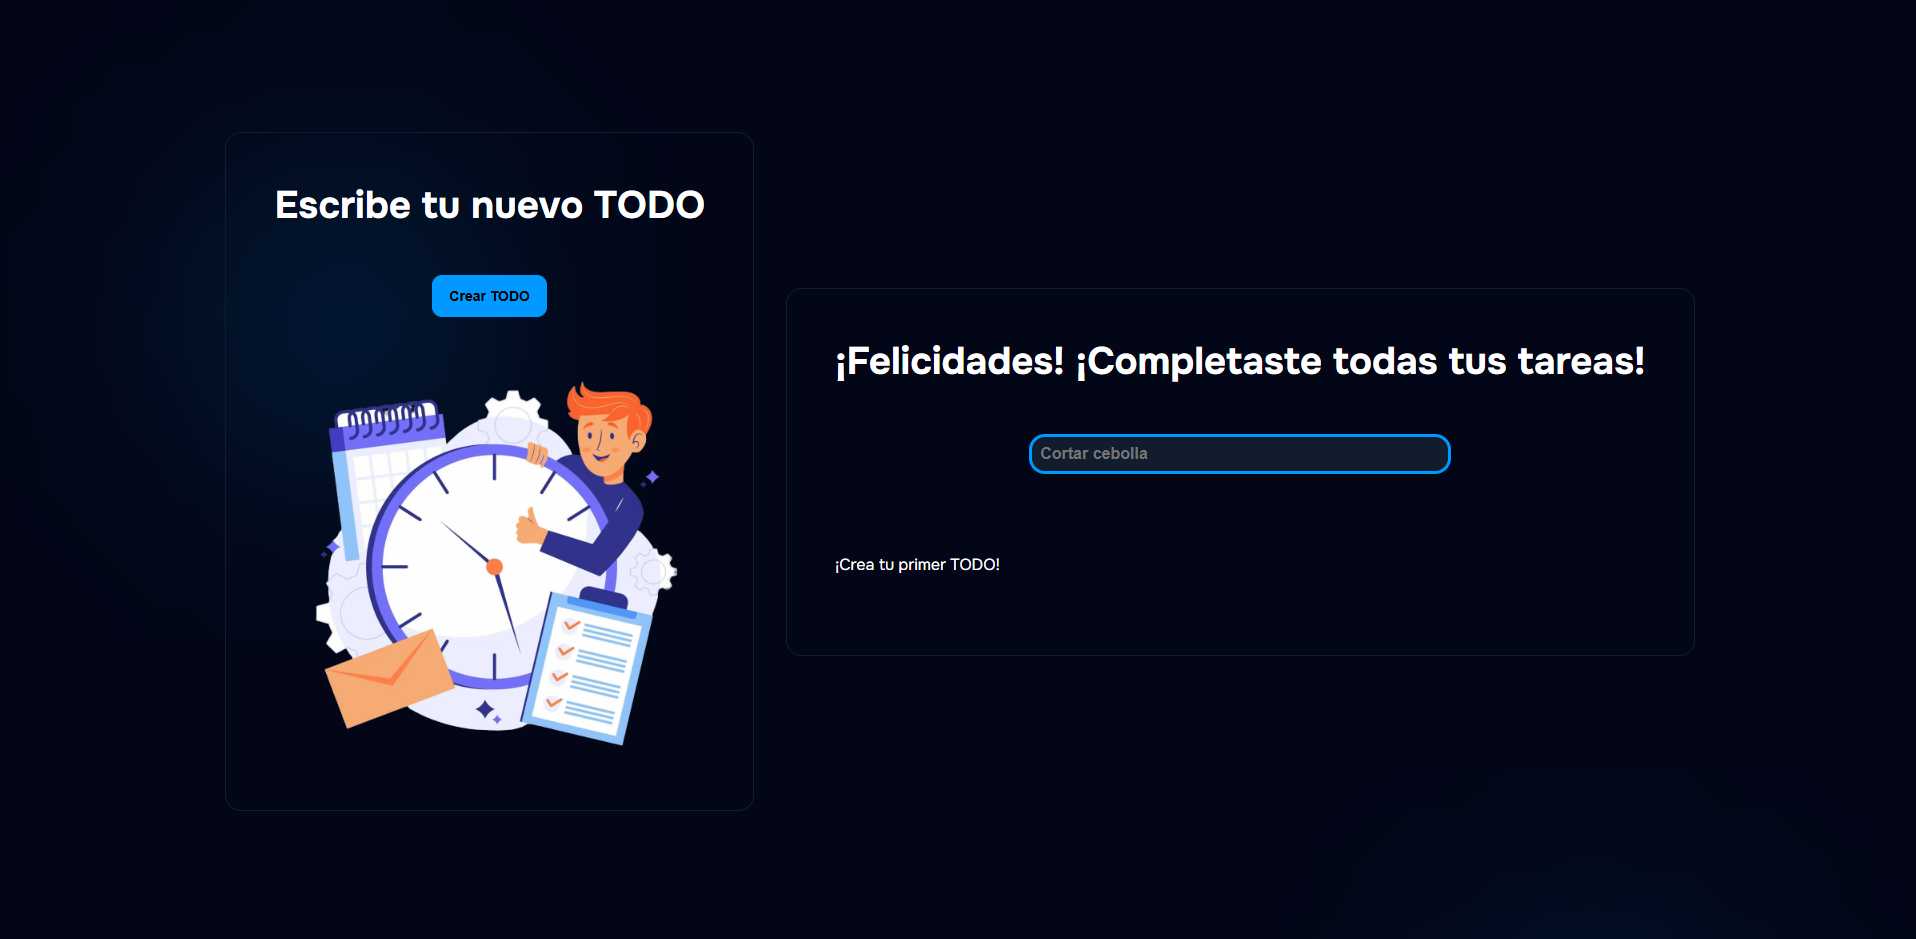 Escribe tu nuevo TODO
Crear TODO
¡Felicidades! ¡Completaste todas tus tareas!
Cortar cebolla
¡Crea tu primer TODO!